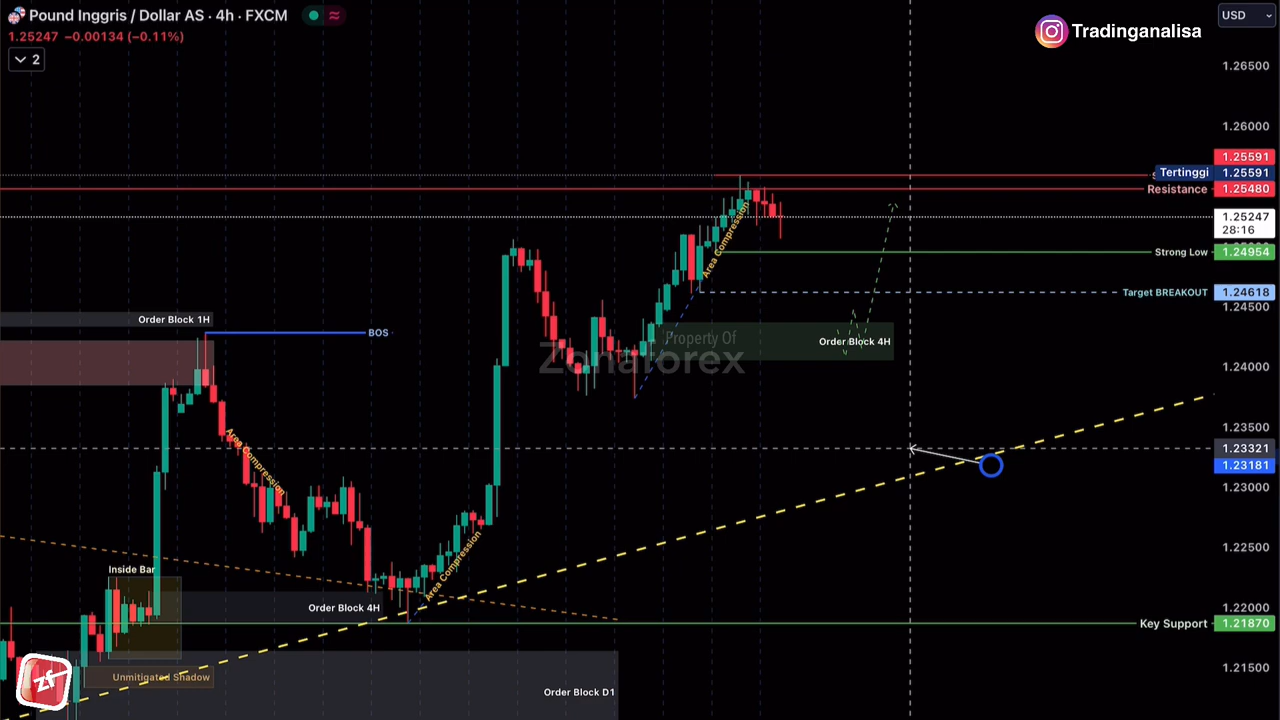 Pound Inggris / Dollar AS · 4h · FXCM
USD
Tradinganalisa
1.25247 −0.00134 (−0.11%)
2
1.26500
1.26000
1.25591
Tertinggi 1.25591
Resistance 1.25480
1.25247
28:16
Strong Low 1.24954
Target BREAKOUT 1.24618
1.24500
Order Block 1H
BOS
Area Compression
Property Of
Zonaforex
Order Block 4H
1.24000
1.23500
Area Compression
1.23321
1.23181
1.23000
1.22500
Area Compression
Inside Bar
Order Block 4H
1.22000
Key Support 1.21870
Unmitigated Shadow
1.21500
Order Block D1
zf